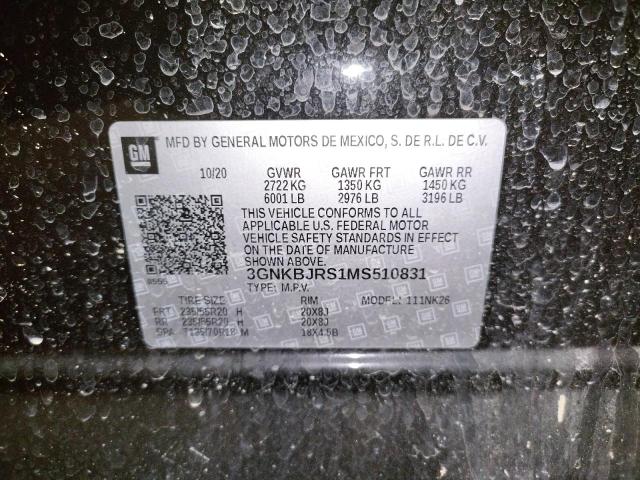 GM
MFD BY GENERAL MOTORS DE MEXICO, S. DE R.L. DE C.V.
10/20 GVWR GAWR FRT GAWR RR
2722 KG 1350 KG 1450 KG
6001 LB 2976 LB 3196 LB
THIS VEHICLE CONFORMS TO ALL
APPLICABLE U.S. FEDERAL MOTOR
VEHICLE SAFETY STANDARDS IN EFFECT
ON THE DATE OF MANUFACTURE
SHOWN ABOVE.
3GNKBJRS1MS510831
TYPE: M.P.V.
TIRE SIZE RIM MODEL: 111NK26
FRT 235/55R20 H 20X8J
RR 235/55R20 H 20X8J
SPA T135/70R18 M 18X4.5B